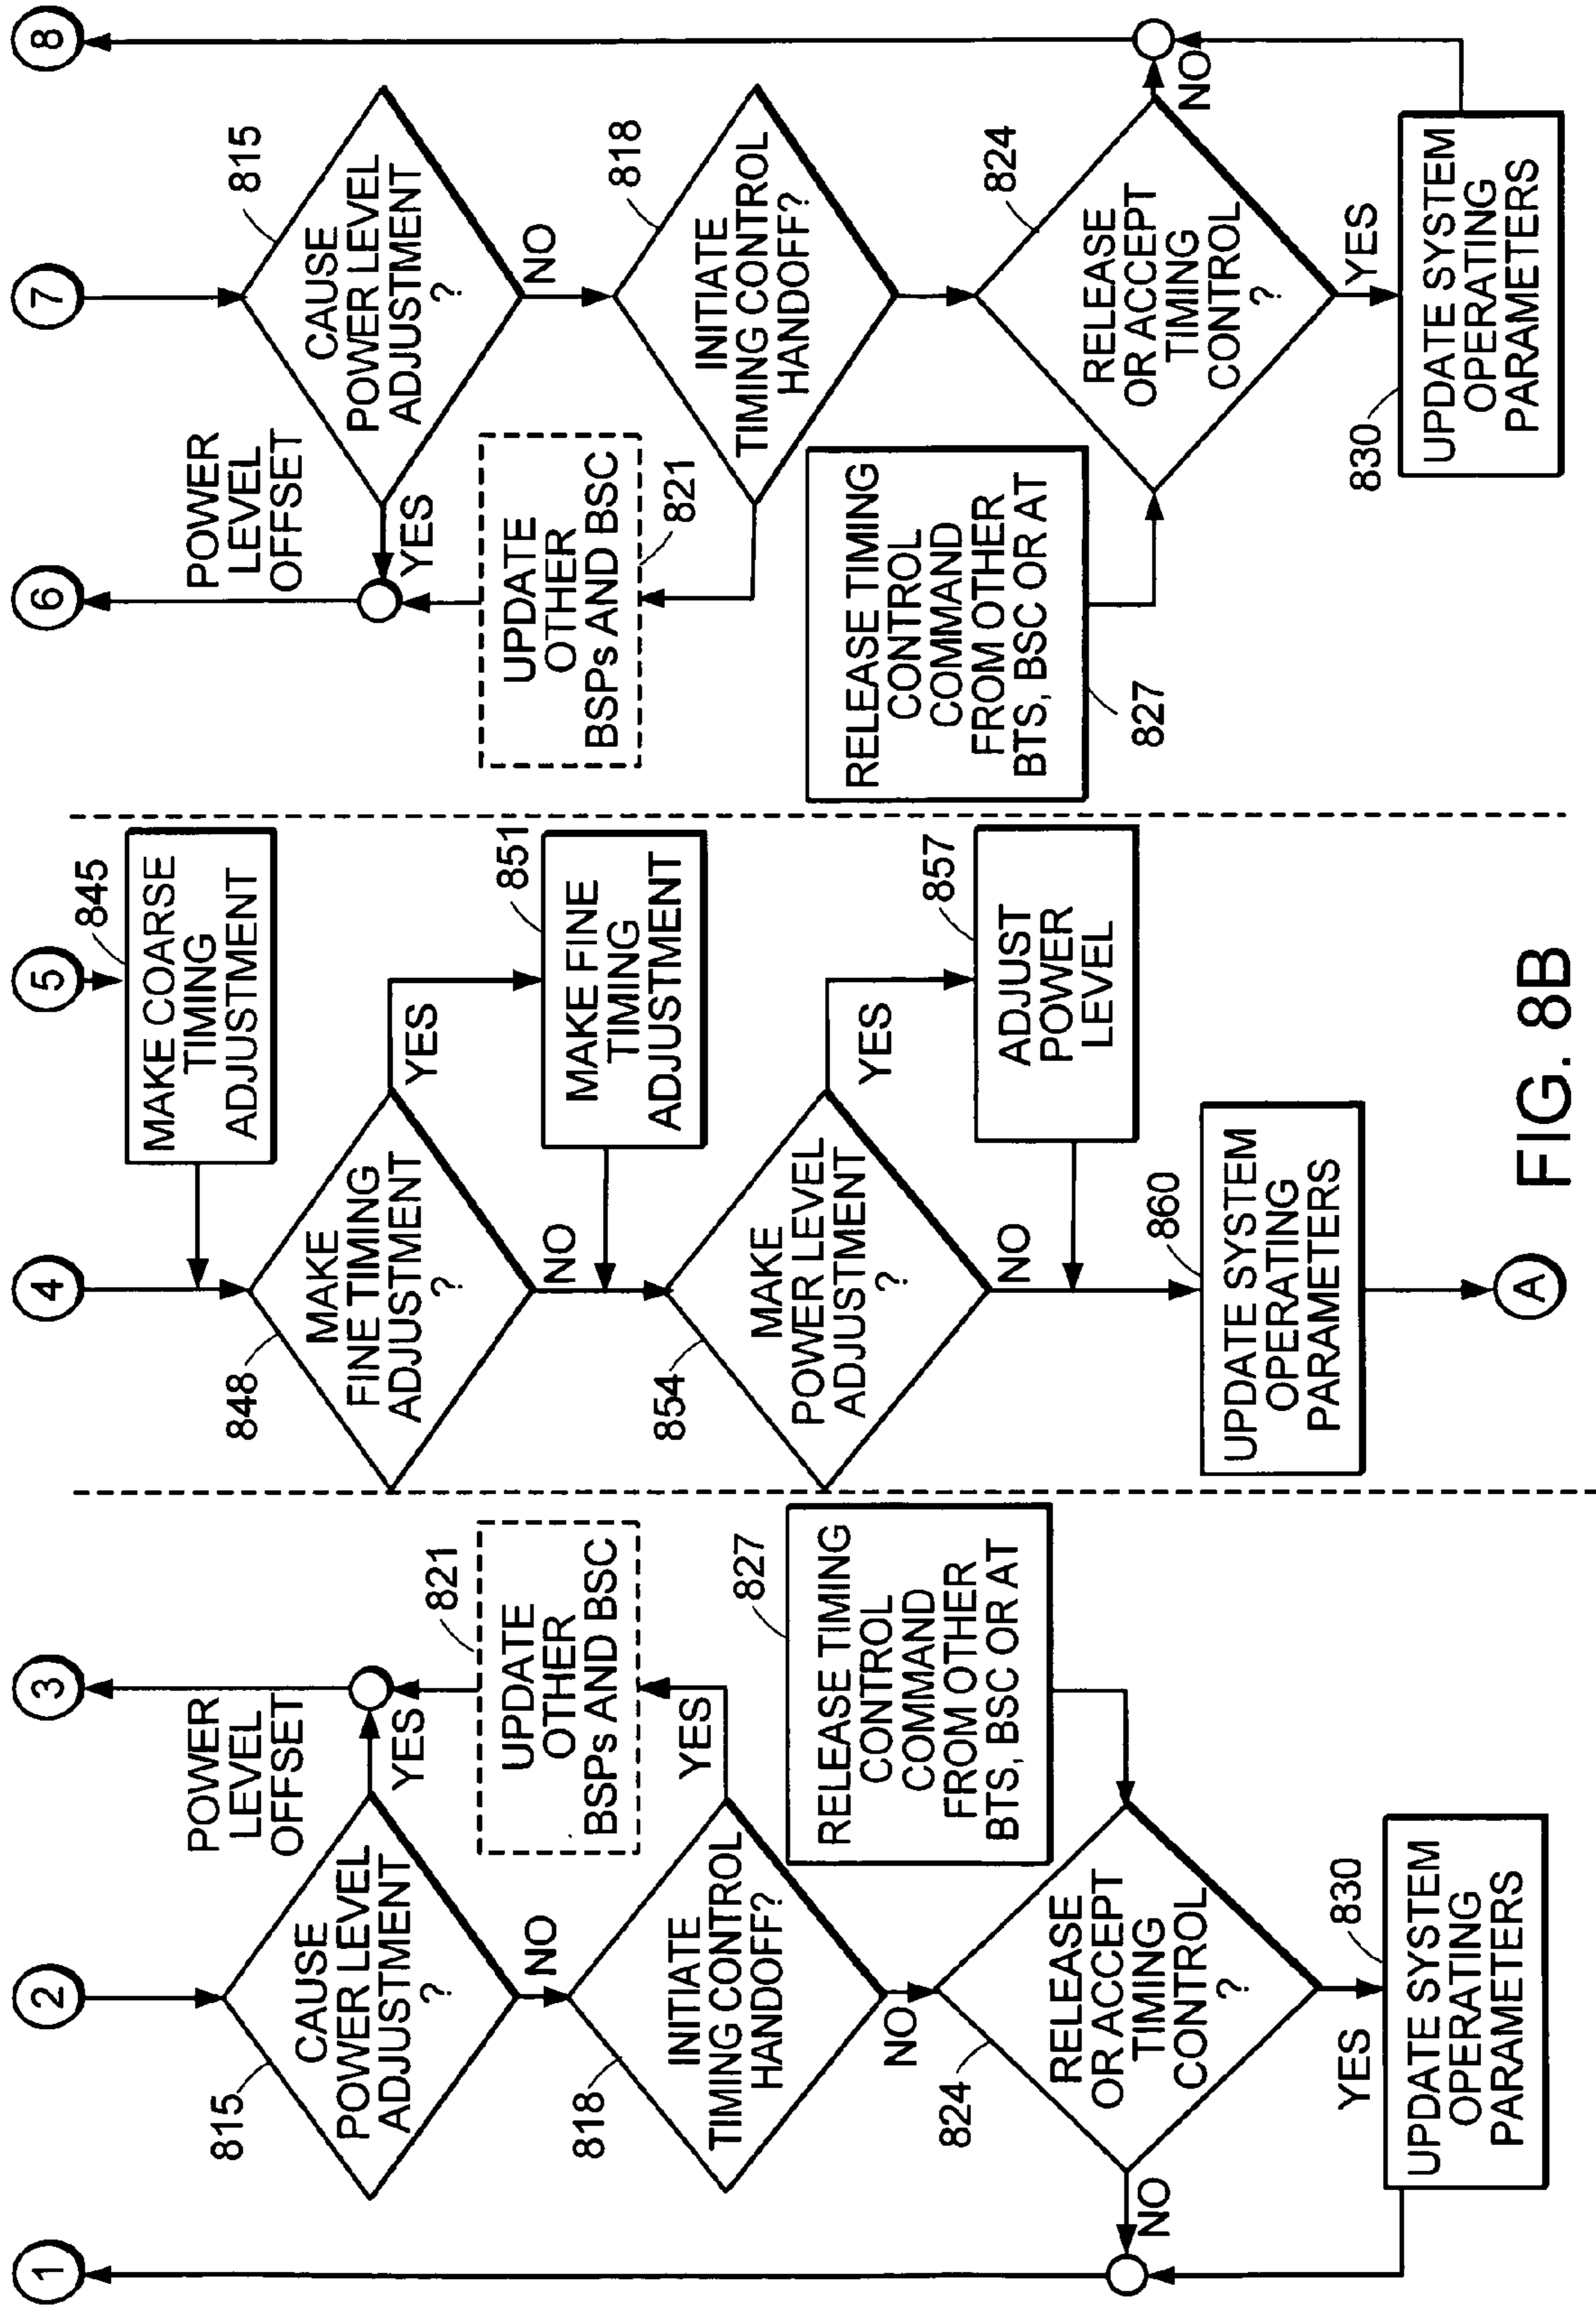 1
2
3
815
CAUSE
POWER LEVEL
ADJUSTMENT
?
YES
POWER
LEVEL
OFFSET
NO
818
INITIATE
TIMING CONTROL
HANDOFF?
YES
821
UPDATE
OTHER
BSPs AND BSC
NO
827
RELEASE TIMING
CONTROL
COMMAND
FROM OTHER
BTS, BSC OR AT
824
RELEASE
OR ACCEPT
TIMING
CONTROL
?
NO
YES
830
UPDATE SYSTEM
OPERATING
PARAMETERS
4
5
845
MAKE COARSE
TIMING
ADJUSTMENT
848
MAKE
FINE TIMING
ADJUSTMENT
?
YES
851
MAKE FINE
TIMING
ADJUSTMENT
NO
854
MAKE
POWER LEVEL
ADJUSTMENT
?
YES
857
ADJUST
POWER
LEVEL
NO
860
UPDATE SYSTEM
OPERATING
PARAMETERS
A
6
7
8
POWER
LEVEL
OFFSET
815
CAUSE
POWER LEVEL
ADJUSTMENT
?
YES
NO
UPDATE
OTHER
BSPs AND BSC
821
818
INITIATE
TIMING CONTROL
HANDOFF?
RELEASE TIMING
CONTROL
COMMAND
FROM OTHER
BTS, BSC OR AT
827
824
RELEASE
OR ACCEPT
TIMING
CONTROL
?
NO
YES
830
UPDATE SYSTEM
OPERATING
PARAMETERS
FIG. 8B